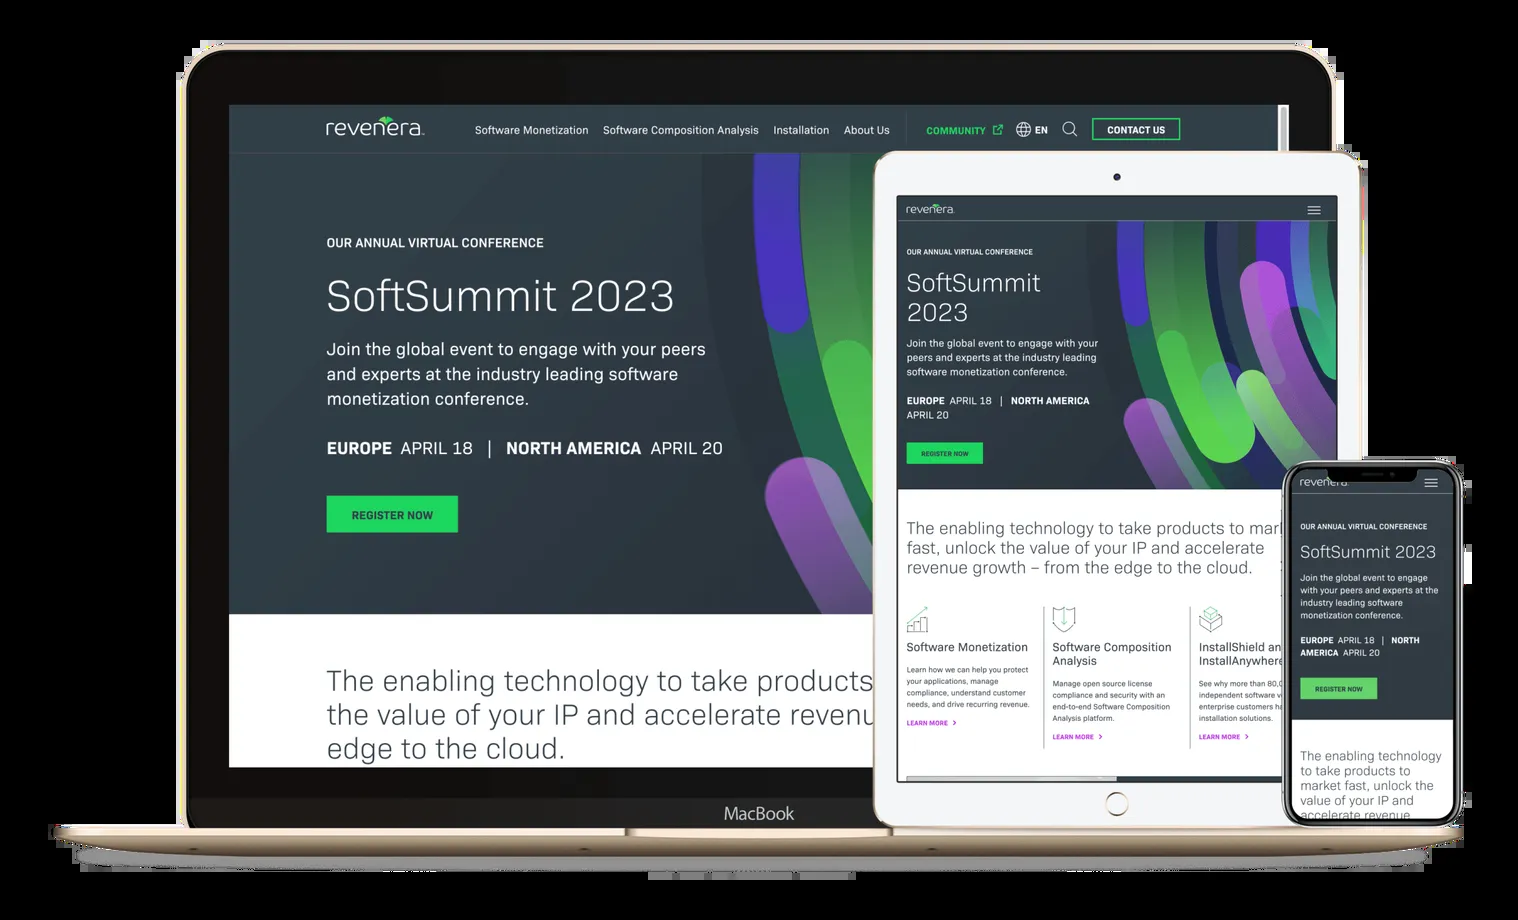 revenera
Software Monetization Software Composition Analysis Installation About Us COMMUNITY EN CONTACT US
OUR ANNUAL VIRTUAL CONFERENCE
SoftSummit 2023
Join the global event to engage with your peers
and experts at the industry leading software
monetization conference.
EUROPE APRIL 18 | NORTH AMERICA APRIL 20
REGISTER NOW
The enabling technology to take products
the value of your IP and accelerate revenu
edge to the cloud.
MacBook
revenera
OUR ANNUAL VIRTUAL CONFERENCE
SoftSummit
2023
Join the global event to engage with your
peers and experts at the industry leading
software monetization conference.
EUROPE APRIL 18 | NORTH AMERICA
APRIL 20
REGISTER NOW
The enabling technology to take products to mar
fast, unlock the value of your IP and accelerate
revenue growth – from the edge to the cloud.
Software Monetization
Learn how we can help you protect
your applications, manage
compliance, understand customer
needs, and drive recurring revenue.
LEARN MORE >
Software Composition
Analysis
Manage open source license
compliance and security with an
end-to-end Software Composition
Analysis platform.
LEARN MORE >
InstallShield an
InstallAnywhere
See why more than 80,0
independent software v
enterprise customers ha
installation solutions.
LEARN MORE >
revenera
OUR ANNUAL VIRTUAL CONFERENCE
SoftSummit 2023
Join the global event to engage
with your peers and experts at the
industry leading software
monetization conference.
EUROPE APRIL 18 | NORTH
AMERICA APRIL 20
REGISTER NOW
The enabling technology
to take products to
market fast, unlock the
value of your IP and
accelerate revenue